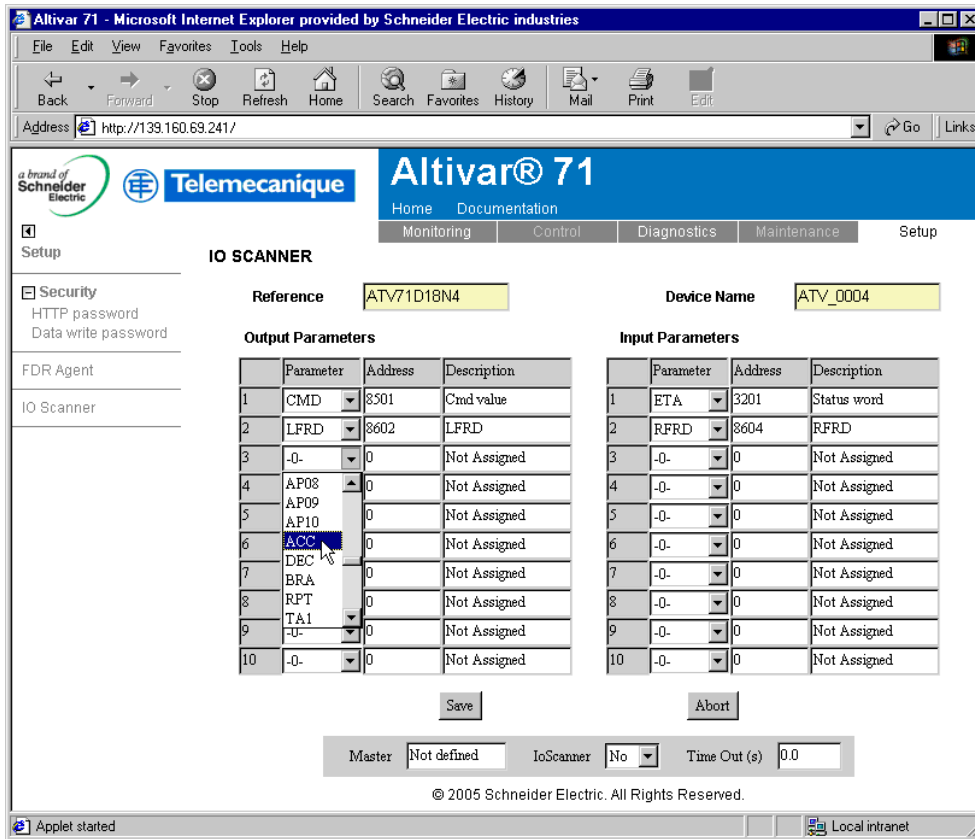 Altivar 71 - Microsoft Internet Explorer provided by Schneider Electric industries
File Edit View Favorites Tools Help
Back Forward Stop Refresh Home Search Favorites History Mail Print Edit
Address http://139.160.69.241/ Go Links
a brand of
Schneider
Electric
Telemecanique
Altivar® 71
Home Documentation
Monitoring Control Diagnostics Maintenance Setup
Setup
Security
HTTP password
Data write password
FDR Agent
IO Scanner
IO SCANNER
Reference ATV71D18N4 Device Name ATV_0004
Output Parameters
Parameter Address Description
1 CMD 8501 Cmd value
2 LFRD 8602 LFRD
3 -0- 0 Not Assigned
4 0 Not Assigned
5 0 Not Assigned
6 0 Not Assigned
7 0 Not Assigned
8 0 Not Assigned
9 -0- 0 Not Assigned
10 -0- 0 Not Assigned
AP08
AP09
AP10
ACC
DEC
BRA
RPT
TA1
Input Parameters
Parameter Address Description
1 ETA 3201 Status word
2 RFRD 8604 RFRD
3 -0- 0 Not Assigned
4 -0- 0 Not Assigned
5 -0- 0 Not Assigned
6 -0- 0 Not Assigned
7 -0- 0 Not Assigned
8 -0- 0 Not Assigned
9 -0- 0 Not Assigned
10 -0- 0 Not Assigned
Save Abort
Master Not defined IoScanner No Time Out (s) 0.0
© 2005 Schneider Electric. All Rights Reserved.
Applet started Local intranet